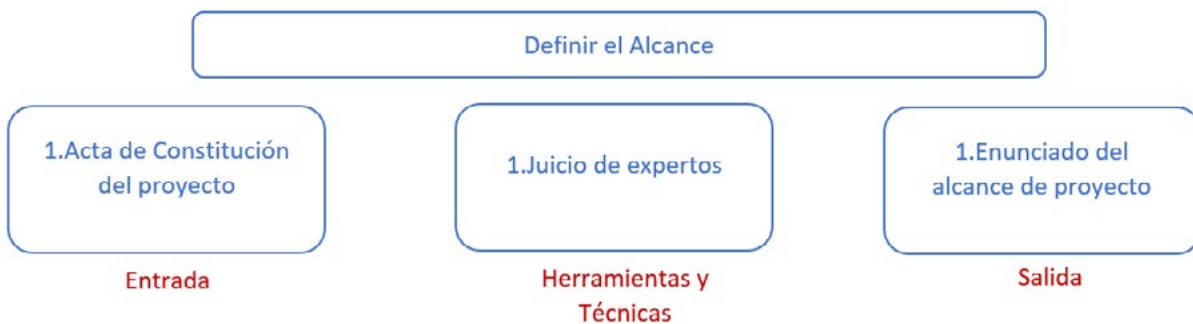 Definir el Alcance
1.Acta de Constitución
del proyecto
1.Juicio de expertos
1.Enunciado del
alcance de proyecto
Entrada
Herramientas y
Técnicas
Salida